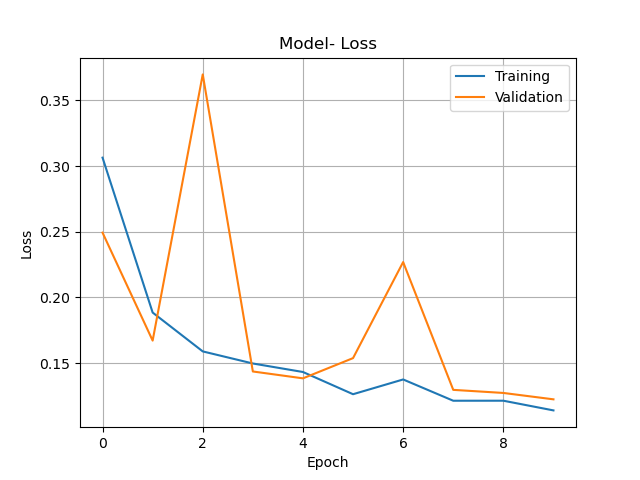 Model- Loss
Training
Validation
0.35
0.30
0.25
0.20
0.15
Loss
0 2 4 6 8
Epoch